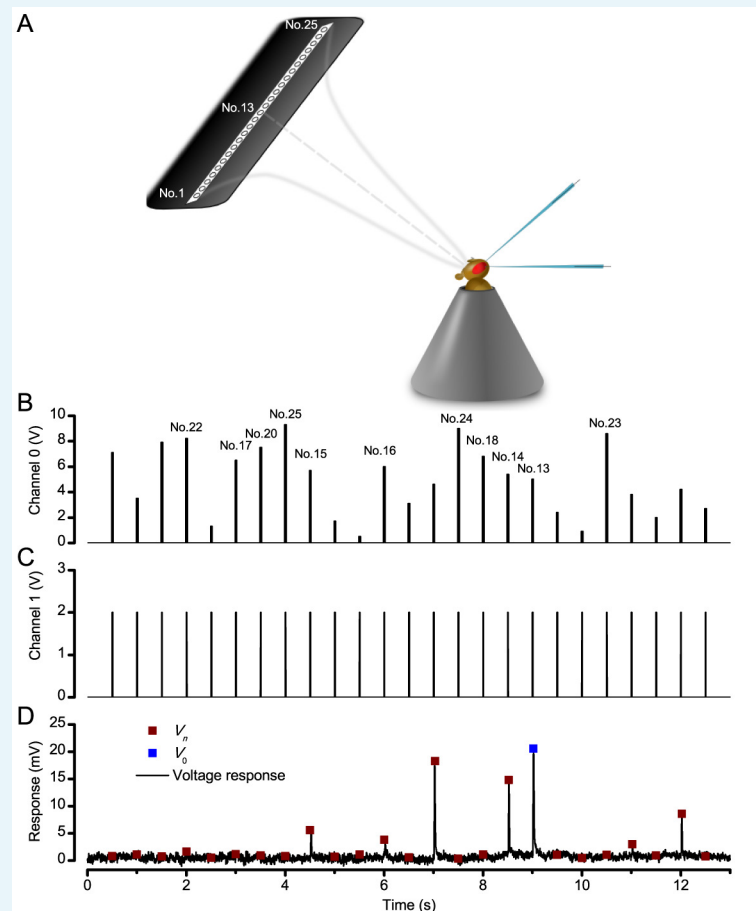 A
No.25
No.13
No.1
B
Channel 0 (V)
10
8
6
4
2
0
No.22
No.17
No.20
No.25
No.15
No.16
No.24
No.18
No.14
No.13
No.23
C
Channel 1 (V)
3
2
1
0
D
Response (mV)
25
20
15
10
5
0
Vn
V0
Voltage response
0 2 4 6 8 10 12
Time (s)